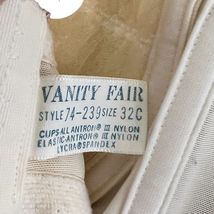 VANITY FAIR
STYLE 74-239 SIZE 32C
CUPS ALL ANTRON® III NYLON
ELASTIC-ANTRON® III NYLON
LYCRA® SPANDEX